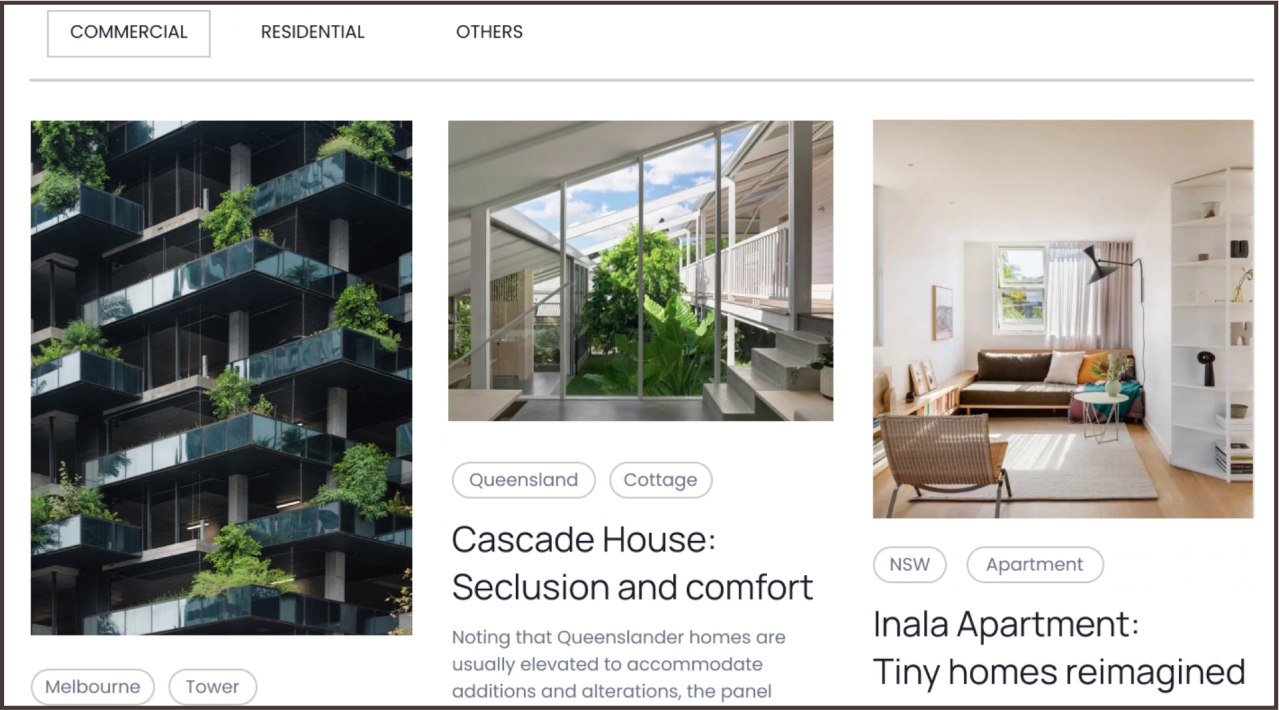 COMMERCIAL
RESIDENTIAL
OTHERS
Melbourne
Tower
Queensland
Cottage
Cascade House:
Seclusion and comfort
Noting that Queenslander homes are
usually elevated to accommodate
additions and alterations, the panel
NSW
Apartment
Inala Apartment:
Tiny homes reimagined